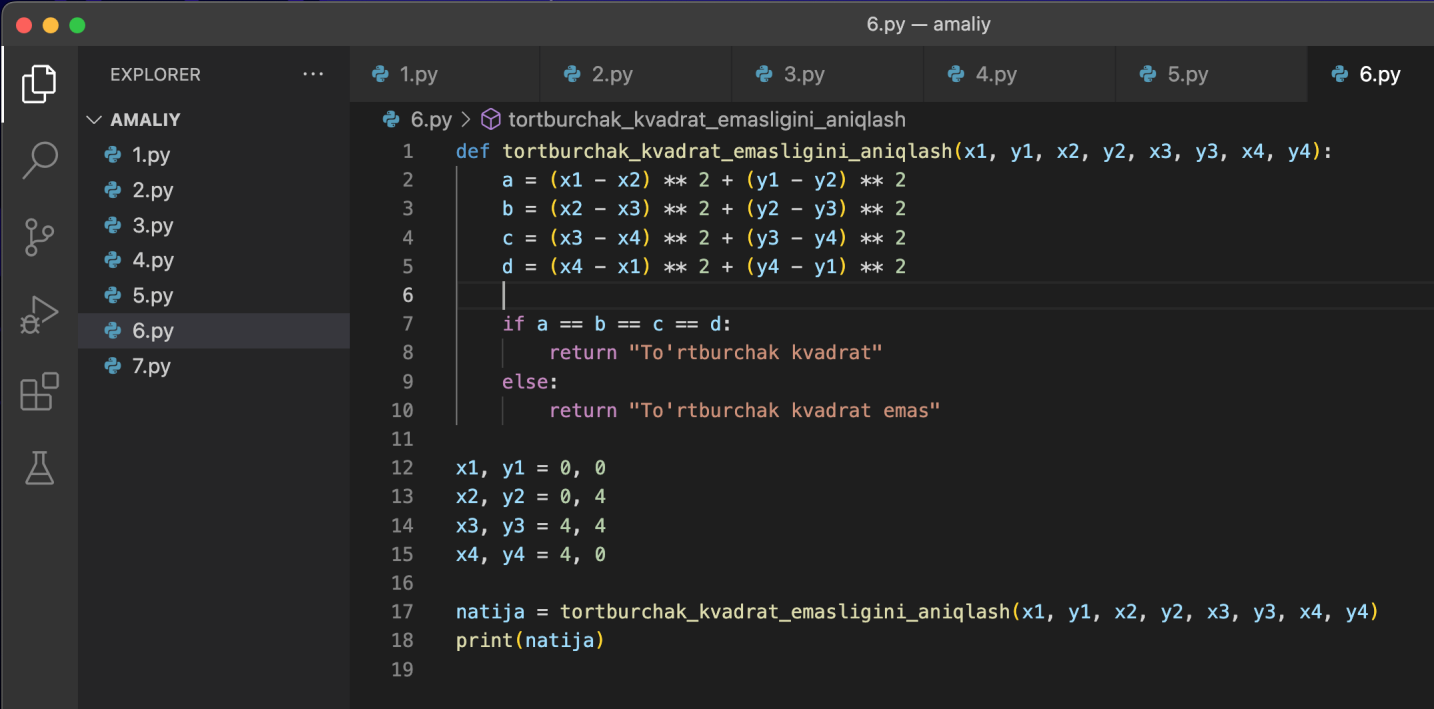 6.py — amaliy
EXPLORER ···
1.py 2.py 3.py 4.py 5.py 6.py
AMALIY
1.py
2.py
3.py
4.py
5.py
6.py
7.py
6.py > tortburchak_kvadrat_emasligini_aniqlash
1 def tortburchak_kvadrat_emasligini_aniqlash(x1, y1, x2, y2, x3, y3, x4, y4):
2     a = (x1 - x2) ** 2 + (y1 - y2) ** 2
3     b = (x2 - x3) ** 2 + (y2 - y3) ** 2
4     c = (x3 - x4) ** 2 + (y3 - y4) ** 2
5     d = (x4 - x1) ** 2 + (y4 - y1) ** 2
6
7     if a == b == c == d:
8         return "To'rtburchak kvadrat"
9     else:
10         return "To'rtburchak kvadrat emas"
11
12 x1, y1 = 0, 0
13 x2, y2 = 0, 4
14 x3, y3 = 4, 4
15 x4, y4 = 4, 0
16
17 natija = tortburchak_kvadrat_emasligini_aniqlash(x1, y1, x2, y2, x3, y3, x4, y4)
18 print(natija)
19